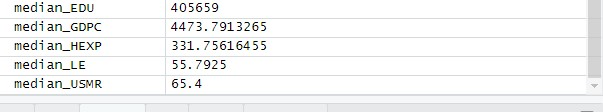 median_EDU 405659
median_GDPC 4473.7913265
median_HEXP 331.75616455
median_LE 55.7925
median_USMR 65.4